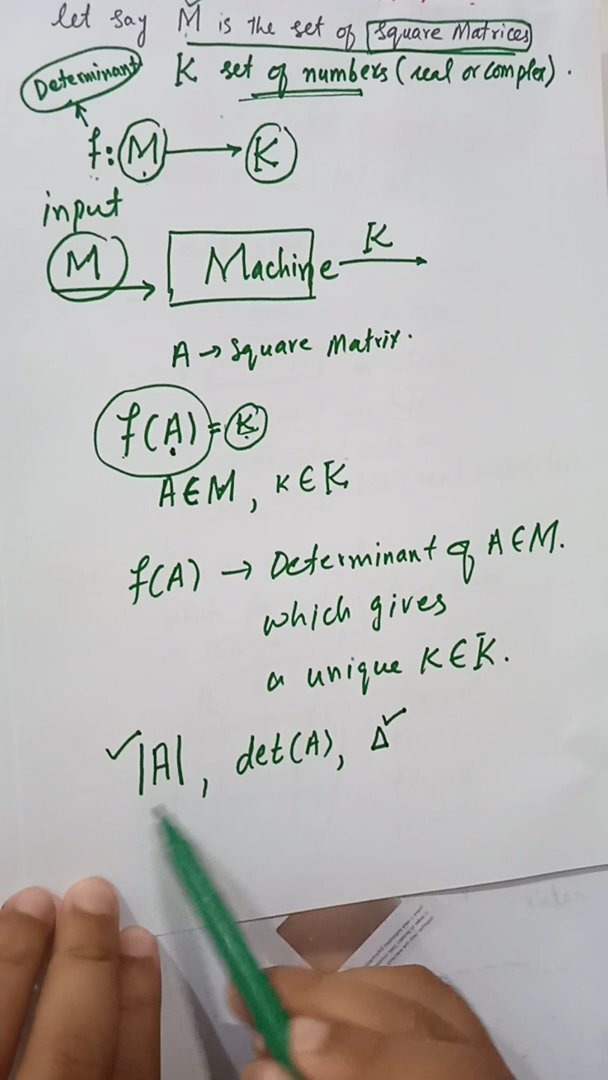 let say M is the set of Square Matrices
Determinant K set of numbers (real or complex).
f: M → K
input
M → Machine K →
A → Square Matrix.
f(A) = K
A ∈ M, K ∈ K
f(A) → Determinant of A ∈ M.
which gives
a unique K ∈ K.
✓|A|, det(A), Δ✓